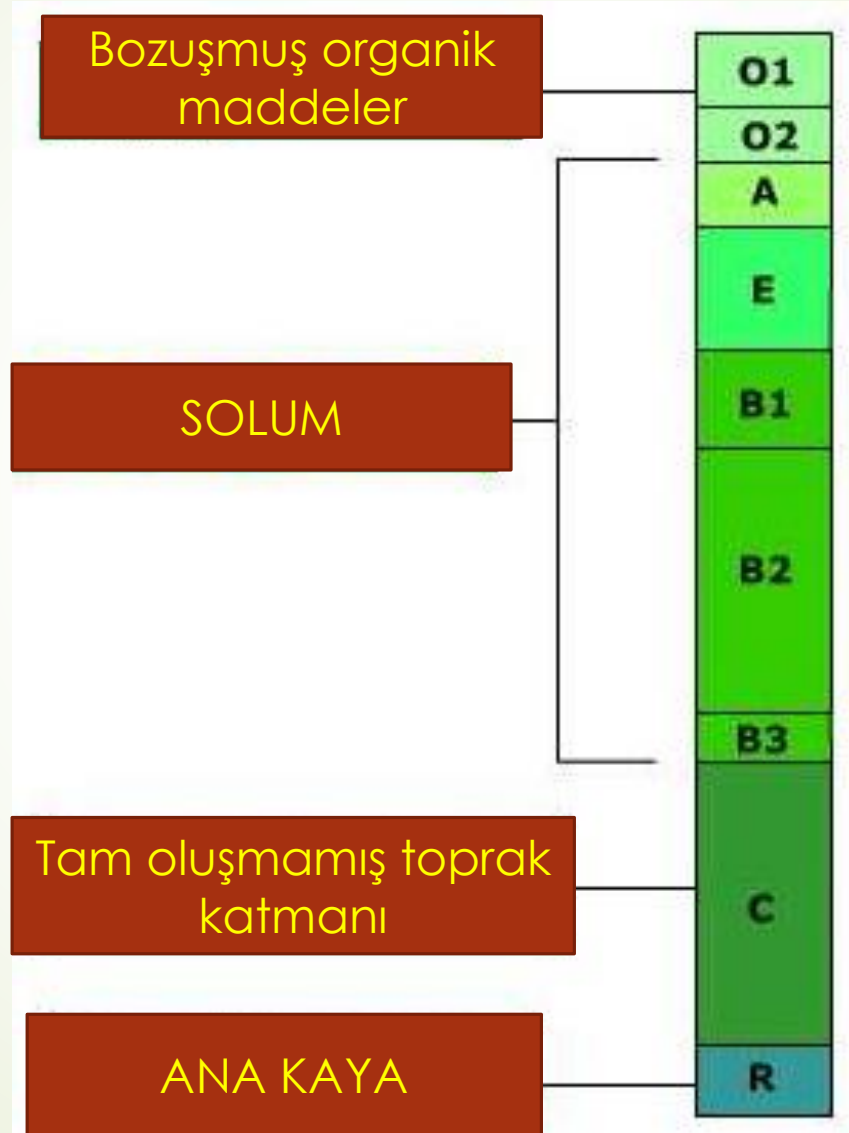 Bozuşmuş organik
maddeler
O1
O2
A
E
SOLUM
B1
B2
B3
Tam oluşmamış toprak
katmanı
C
ANA KAYA
R